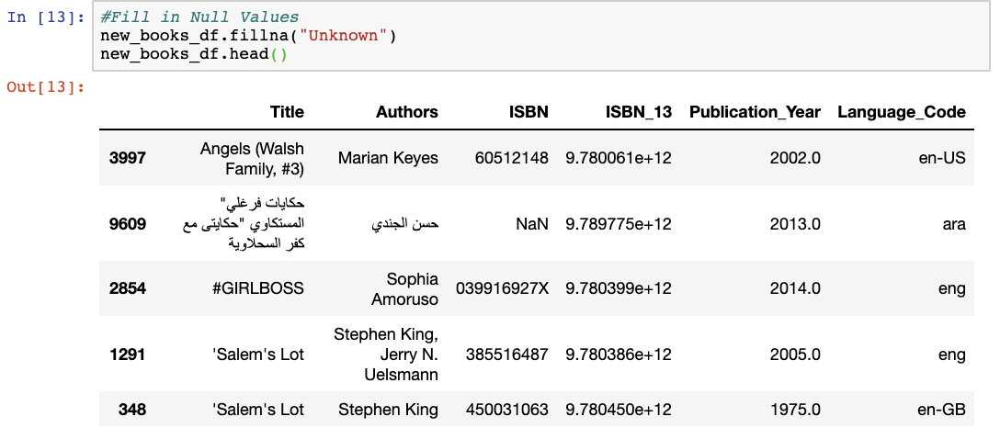 In [13]: #Fill in Null Values
new_books_df.fillna("Unknown")
new_books_df.head()
Out[13]:
Title Authors ISBN ISBN_13 Publication_Year Language_Code
3997 Angels (Walsh Family, #3) Marian Keyes 60512148 9.780061e+12 2002.0 en-US
9609 حكايات فرغلي" المستكاوي "حكايتى مع كفر السحلاوية حسن الجندي NaN 9.789775e+12 2013.0 ara
2854 #GIRLBOSS Sophia Amoruso 039916927X 9.780399e+12 2014.0 eng
1291 'Salem's Lot Stephen King, Jerry N. Uelsmann 385516487 9.780386e+12 2005.0 eng
348 'Salem's Lot Stephen King 450031063 9.780450e+12 1975.0 en-GB